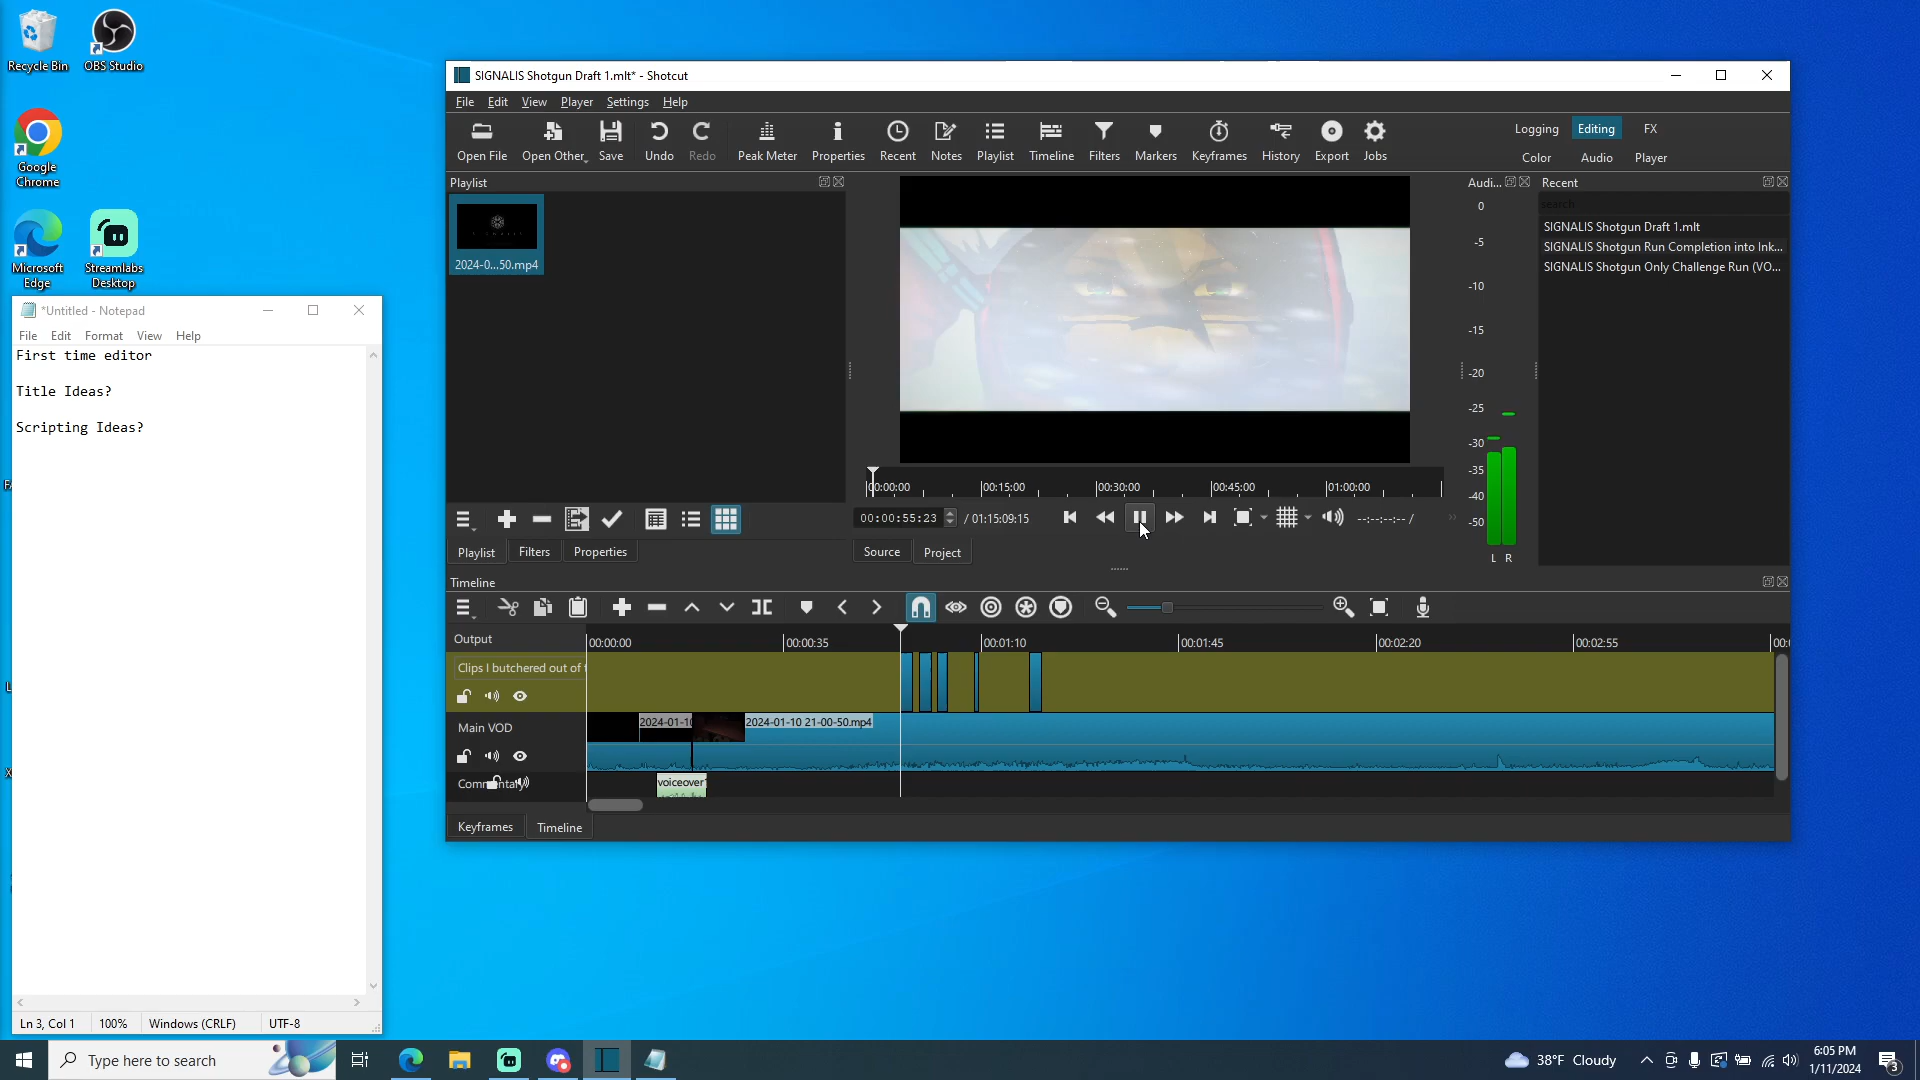 Recycle Bin
OBS Studio
Google
Chrome
Microsoft
Edge
Streamlabs
Desktop
*Untitled - Notepad
File Edit Format View Help
First time editor
Title Ideas?
Scripting Ideas?
Ln 3, Col 1 100% Windows (CRLF) UTF-8
SIGNALIS Shotgun Draft 1.mlt* - Shotcut
File Edit View Player Settings Help
Open File Open Other Save Undo Redo Peak Meter Properties Recent Notes Playlist Timeline Filters Markers Keyframes History Export Jobs
Logging Editing FX
Color Audio Player
Playlist
2024-0...50.mp4
Playlist Filters Properties
00:00:00 00:15:00 00:30:00 00:45:00 01:00:00
00:00:55:23 / 01:15:09:15
--:--:--:-- /
Source Project
Audi...
0
-5
-10
-15
-20
-25
-30
-35
-40
-50
L R
Recent
search
SIGNALIS Shotgun Draft 1.mlt
SIGNALIS Shotgun Run Completion into Ink...
SIGNALIS Shotgun Only Challenge Run (VO...
Timeline
Output
00:00:00 00:00:35 00:01:10 00:01:45 00:02:20 00:02:55
Clips I butchered out of
Main VOD
2024-01-10
2024-01-10 21-00-50.mp4
Commentary
voiceover
Keyframes Timeline
Type here to search
38°F Cloudy
6:05 PM
1/11/2024
3